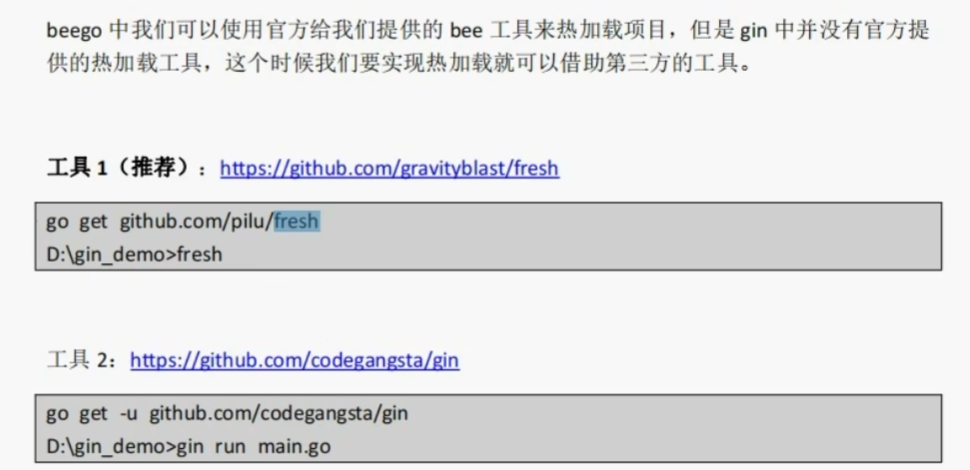 beego 中我们可以使用官方给我们提供的 bee 工具来热加载项目，但是 gin 中并没有官方提
供的热加载工具，这个时候我们要实现热加载就可以借助第三方的工具。
工具 1（推荐）：https://github.com/gravityblast/fresh
go get github.com/pilu/fresh
D:\gin_demo>fresh
工具 2：https://github.com/codegangsta/gin
go get -u github.com/codegangsta/gin
D:\gin_demo>gin run main.go